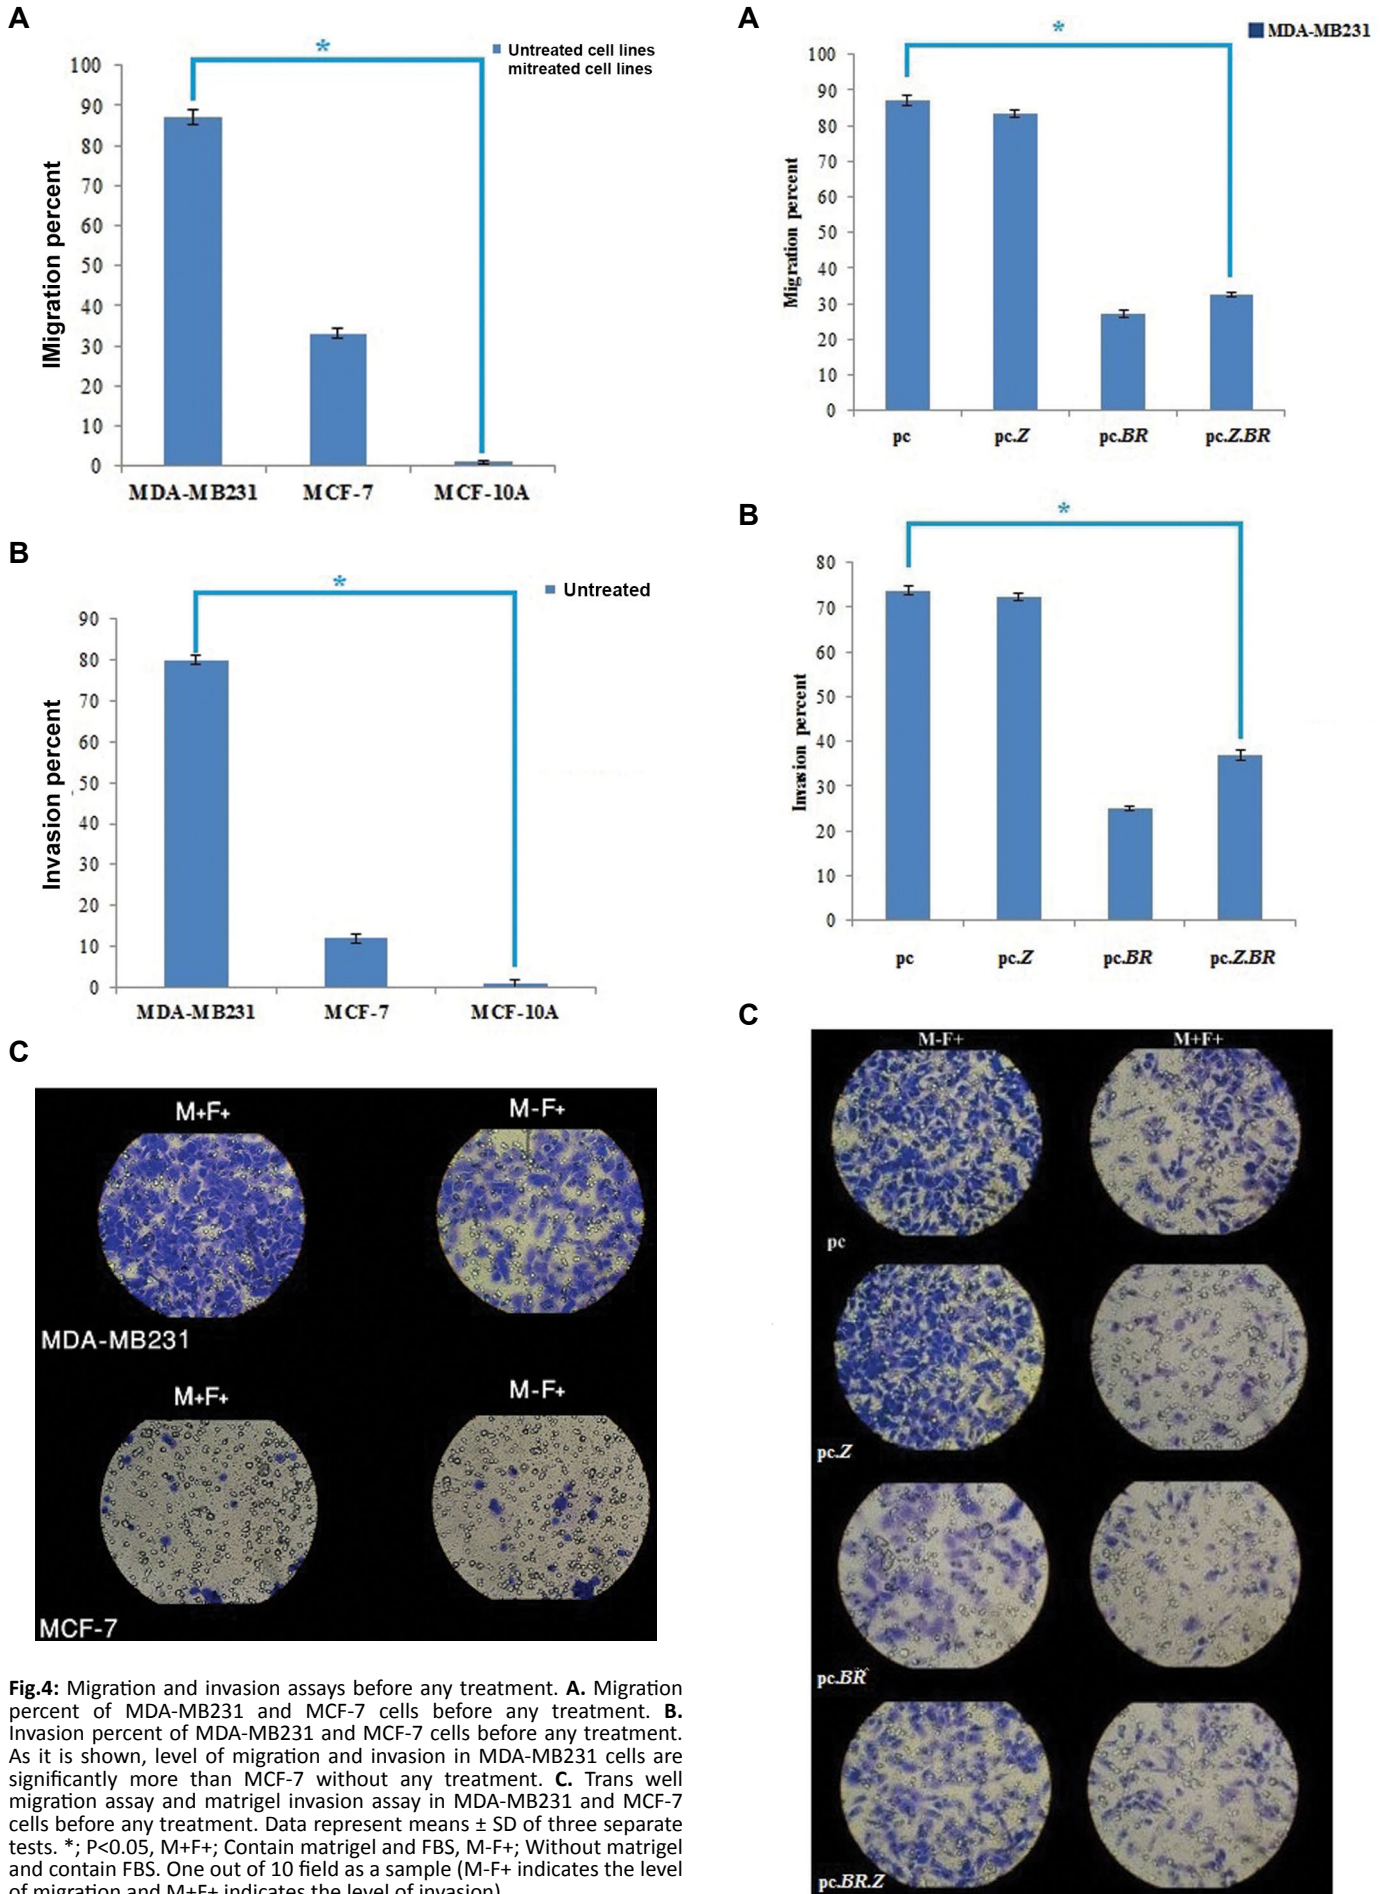 A
*
Untreated cell lines
mitreated cell lines
100
90
80
70
60
50
40
30
20
10
0
IMigration percent
MDA-MB231 MCF-7 MCF-10A
B
*
Untreated
90
80
70
60
50
40
30
20
10
0
Invasion percent
MDA-MB231 MCF-7 MCF-10A
C
M+F+ M-F+
MDA-MB231
M+F+ M-F+
MCF-7
Fig.4: Migration and invasion assays before any treatment. A. Migration
percent of MDA-MB231 and MCF-7 cells before any treatment. B.
Invasion percent of MDA-MB231 and MCF-7 cells before any treatment.
As it is shown, level of migration and invasion in MDA-MB231 cells are
significantly more than MCF-7 without any treatment. C. Trans well
migration assay and matrigel invasion assay in MDA-MB231 and MCF-7
cells before any treatment. Data represent means ± SD of three separate
tests. *; P<0.05, M+F+; Contain matrigel and FBS, M-F+; Without matrigel
and contain FBS. One out of 10 field as a sample (M-F+ indicates the level
of migration and M+F+ indicates the level of invasion)
A
*
MDA-MB231
100
90
80
70
60
50
40
30
20
10
0
Migration percent
pc pc.Z pc.BR pc.Z.BR
B
*
80
70
60
50
40
30
20
10
0
Invasion percent
pc pc.Z pc.BR pc.Z.BR
C
M-F+ M+F+
pc
pc.Z
pc.BR
pc.BR.Z